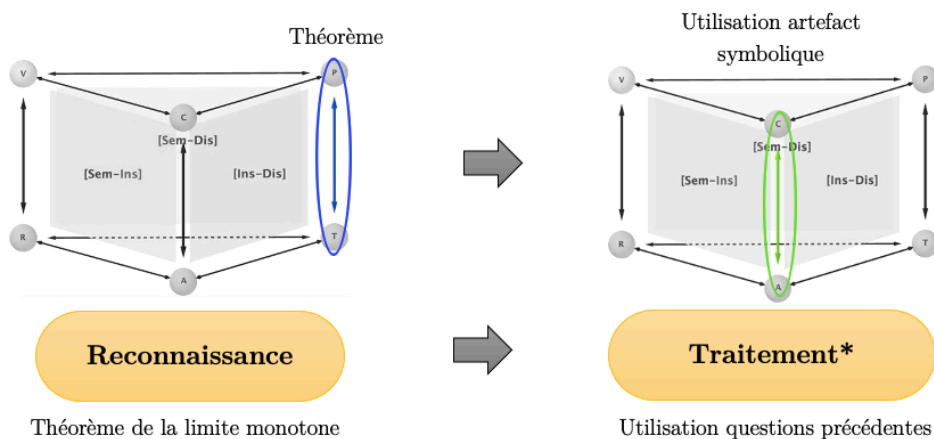 Théorème
V
P
C
[Sem-Dis]
[Sem-Ins]
[Ins-Dis]
R
T
A
Reconnaissance
Théorème de la limite monotone
Utilisation artefact
symbolique
V
P
C
[Sem-Dis]
[Sem-Ins]
[Ins-Dis]
R
T
A
Traitement*
Utilisation questions précédentes